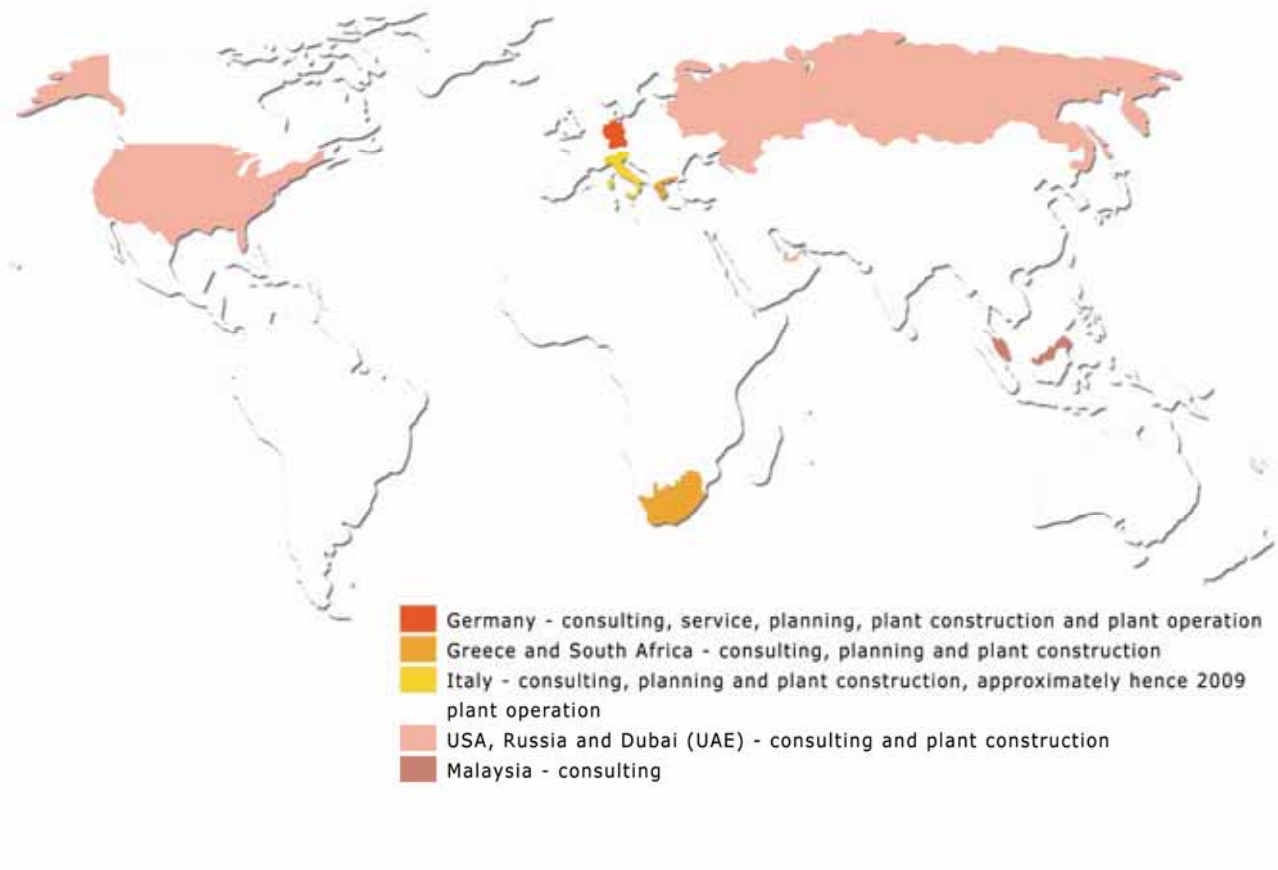 Germany - consulting, service, planning, plant construction and plant operation
Greece and South Africa - consulting, planning and plant construction
Italy - consulting, planning and plant construction, approximately hence 2009
plant operation
USA, Russia and Dubai (UAE) - consulting and plant construction
Malaysia - consulting